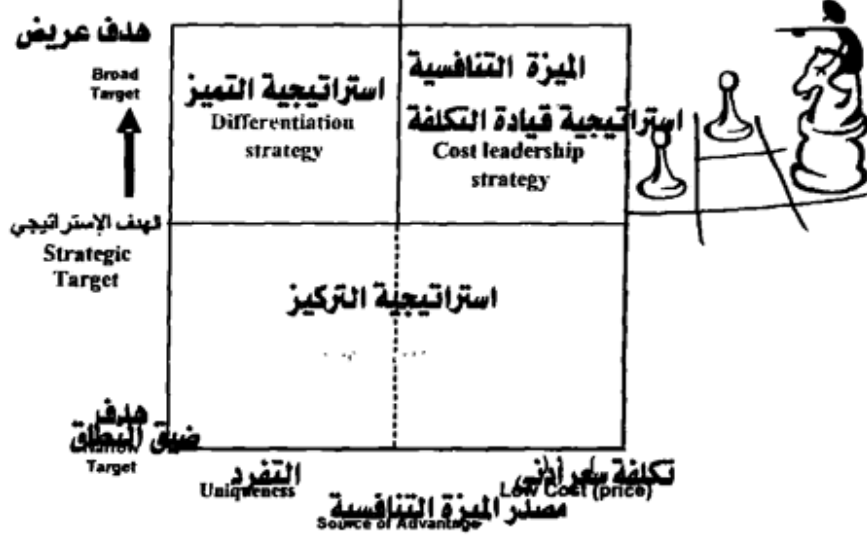 هدف عريض
Broad
Target
استراتيجية التميز
Differentiation
strategy
الميزة التنافسية
استراتيجية قيادة التكلفة
Cost leadership
strategy
الهدف الإستراتيجي
Strategic
Target
استراتيجية التركيز
هدف
ضيق النطاق
Narrow
Target
التفرد
Uniqueness
تكلفة سعر أدنى
Low Cost (price)
مصدر الميزة التنافسية
Source of Advantage